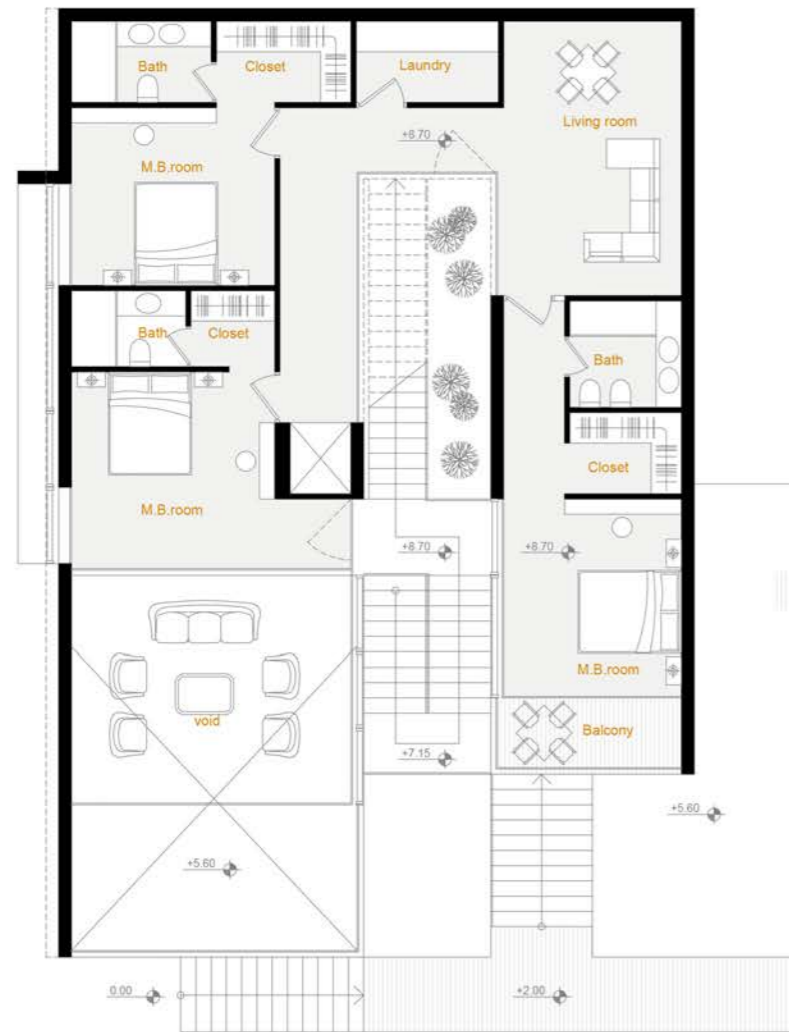 Bath
Closet
Laundry
Living room
+8.70
M.B.room
Bath
Closet
Bath
Closet
M.B.room
+8.70
+8.70
M.B.room
void
Balcony
+7.15
+5.60
+5.60
0.00
+2.00